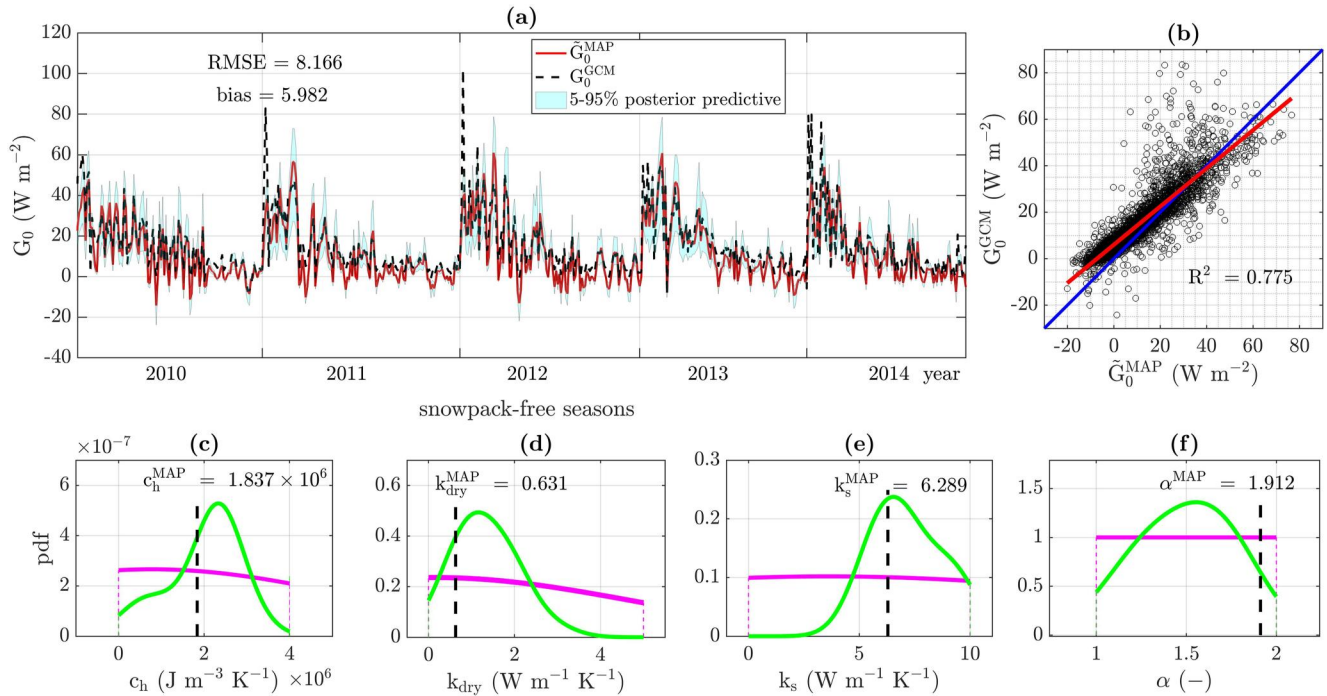 (a)
G₀ (W m⁻²)
120
100
80
60
40
20
0
-20
-40
RMSE = 8.166
bias = 5.982
G̃₀ᴹᴬᴾ
G₀ᴳᶜᴹ
5-95% posterior predictive
2010 2011 2012 2013 2014 year
snowpack-free seasons
(b)
G₀ᴳᶜᴹ (W m⁻²)
80
60
40
20
0
-20
R² = 0.775
-20 0 20 40 60 80
G̃₀ᴹᴬᴾ (W m⁻²)
(c)
×10⁻⁷
pdf
6
4
2
0
c_h^MAP = 1.837 × 10⁶
0 2 4
c_h (J m⁻³ K⁻¹) ×10⁶
(d)
0.6
0.4
0.2
0.0
k_dry^MAP = 0.631
0 2 4
k_dry (W m⁻¹ K⁻¹)
(e)
0.3
0.2
0.1
0
k_s^MAP = 6.289
0 5 10
k_s (W m⁻¹ K⁻¹)
(f)
1.5
1.0
0.5
0.0
α^MAP = 1.912
1 1.5 2
α (-)